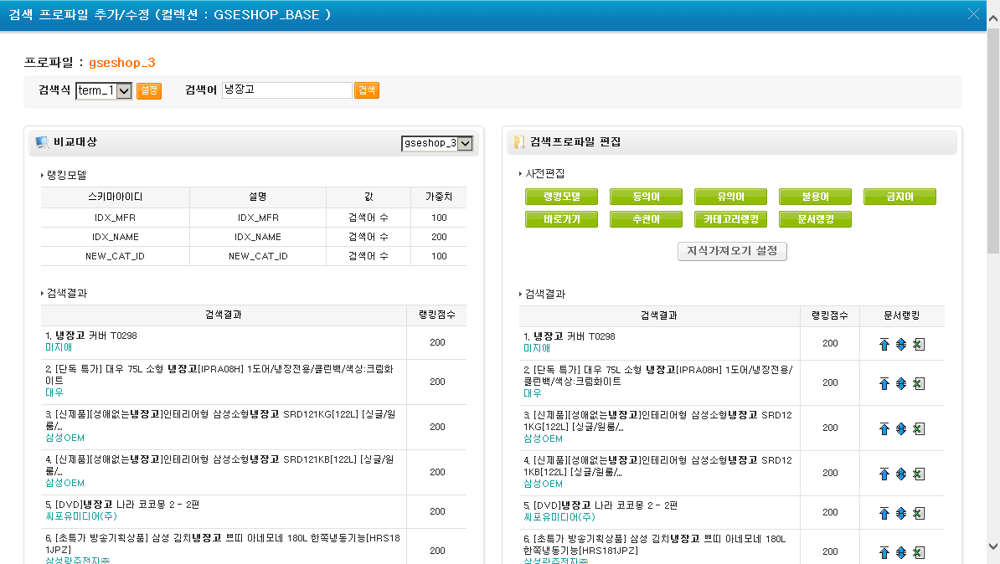 검색 프로파일 추가/수정 (컬렉션 : GSESHOP_BASE )
프로파일 : gseshop_3
검색식 term_1 설정 검색어 냉장고 검색
비교대상 gseshop_3
랭킹모델
스키마아이디 설명 값 가중치
IDX_MFR IDX_MFR 검색어 수 100
IDX_NAME IDX_NAME 검색어 수 200
NEW_CAT_ID NEW_CAT_ID 검색어 수 100
검색결과
검색결과 랭킹점수
1. 냉장고 커버 T0298
미지애
200
2. [단독 특가] 대우 75L 소형 냉장고[IPRA08H] 1도어/냉장전용/클린백/색상:크림화
이트
대우
200
3. [신제품][성애없는냉장고]인테리어형 삼성소형냉장고 SRD121KG[122L] [싱글/원
룸/...
삼성OEM
200
4. [신제품][성애없는냉장고]인테리어형 삼성소형냉장고 SRD121KB[122L] [싱글/원
룸/...
삼성OEM
200
5. [DVD]냉장고 나라 코코몽 2 - 2편
씨포유미디어(주)
200
6. [초특가 방송기획상품] 삼성 김치냉장고 쁘띠 아네모네 180L 한쪽냉동기능[HRS18
1JPZ]
삼성광주전자㈜
200
검색프로파일 편집
사전편집
랭킹모델 동의어 유의어 불용어 금지어
바로가기 추천어 카테고리랭킹 문서랭킹
지식가져오기 설정
검색결과
검색결과 랭킹점수 문서랭킹
1. 냉장고 커버 T0298
미지애
200
2. [단독 특가] 대우 75L 소형 냉장고[IPRA08H] 1도어/냉장전용/
클린백/색상:크림화이트
대우
200
3. [신제품][성애없는냉장고]인테리어형 삼성소형냉장고 SRD12
1KG[122L] [싱글/원룸/...
삼성OEM
200
4. [신제품][성애없는냉장고]인테리어형 삼성소형냉장고 SRD12
1KB[122L] [싱글/원룸/...
삼성OEM
200
5. [DVD]냉장고 나라 코코몽 2 - 2편
씨포유미디어(주)
200
6. [초특가 방송기획상품] 삼성 김치냉장고 쁘띠 아네모네 180L
한쪽냉동기능[HRS181JPZ]
삼성광주전자㈜
200